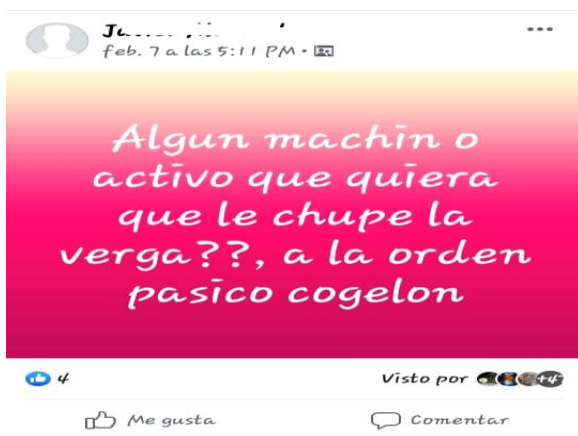 feb. 7 a las 5:11 PM
Algun machin o
activo que quiera
que le chupe la
verga??, a la orden
pasico cogelon
4
Visto por
Me gusta
Comentar